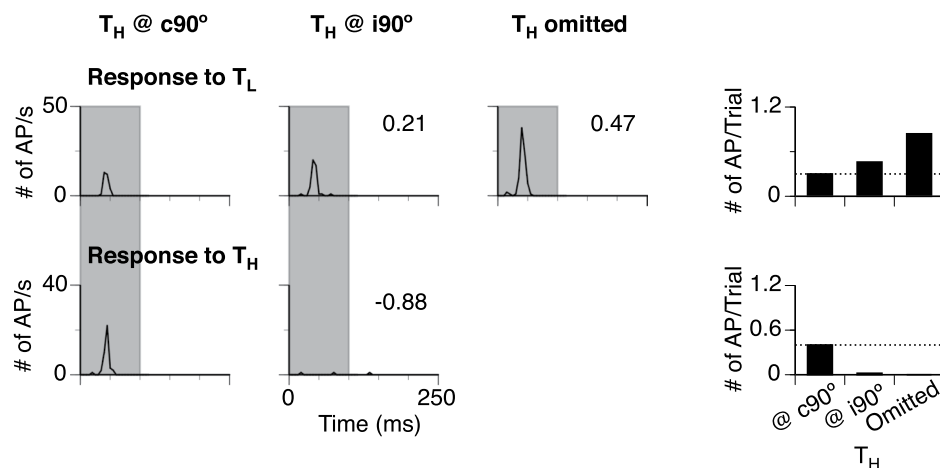 T_H @ c90º T_H @ i90º T_H omitted
Response to T_L
50
0
# of AP/s
0.21
0.47
1.2
0
# of AP/Trial
Response to T_H
40
0
# of AP/s
-0.88
0 250
Time (ms)
1.2
0.6
0
# of AP/Trial
@ c90º @ i90º Omitted
T_H